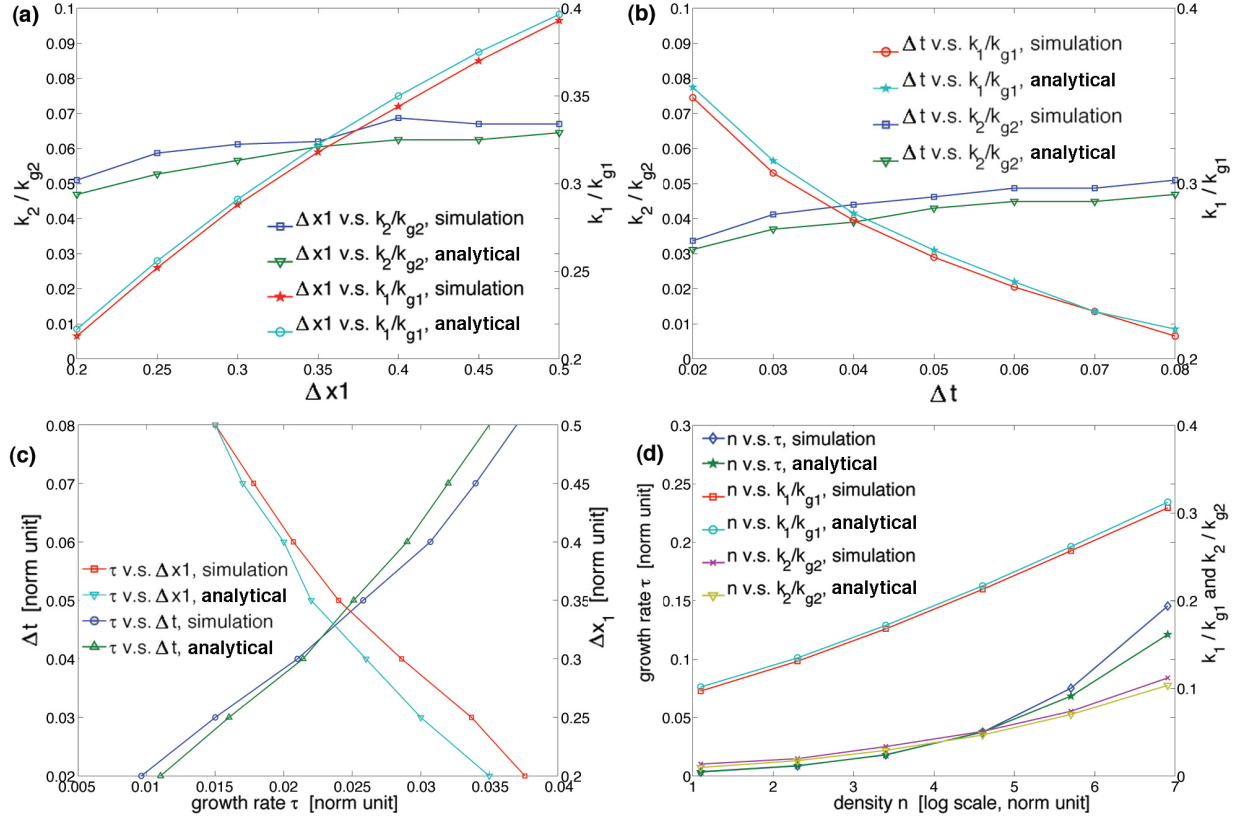 (a)
0.1
0.09
0.08
0.07
0.06
0.05
0.04
0.03
0.02
0.01
0
k2 / kg2
0.4
0.35
0.3
0.25
0.2
k1 / kg1
Δx1 v.s. k2/kg2, simulation
Δx1 v.s. k2/kg2, analytical
Δx1 v.s. k1/kg1, simulation
Δx1 v.s. k1/kg1, analytical
0.2 0.25 0.3 0.35 0.4 0.45 0.5
Δx1
(b)
0.1
0.09
0.08
0.07
0.06
0.05
0.04
0.03
0.02
0.01
0
k2 / kg2
0.4
0.3
0.2
k1 / kg1
Δt v.s. k1/kg1, simulation
Δt v.s. k1/kg1, analytical
Δt v.s. k2/kg2, simulation
Δt v.s. k2/kg2, analytical
0.02 0.03 0.04 0.05 0.06 0.07 0.08
Δt
(c)
0.08
0.07
0.06
0.05
0.04
0.03
0.02
Δt [norm unit]
0.5
0.45
0.4
0.35
0.3
0.25
0.2
Δx1 [norm unit]
τ v.s. Δx1, simulation
τ v.s. Δx1, analytical
τ v.s. Δt, simulation
τ v.s. Δt, analytical
0.005 0.01 0.015 0.02 0.025 0.03 0.035 0.04
growth rate τ [norm unit]
(d)
0.3
0.25
0.2
0.15
0.1
0.05
0
growth rate τ [norm unit]
0.4
0.3
0.2
0.1
0
k1 / kg1 and k2 / kg2
n v.s. τ, simulation
n v.s. τ, analytical
n v.s. k1/kg1, simulation
n v.s. k1/kg1, analytical
n v.s. k2/kg2, simulation
n v.s. k2/kg2, analytical
1 2 3 4 5 6 7
density n [log scale, norm unit]